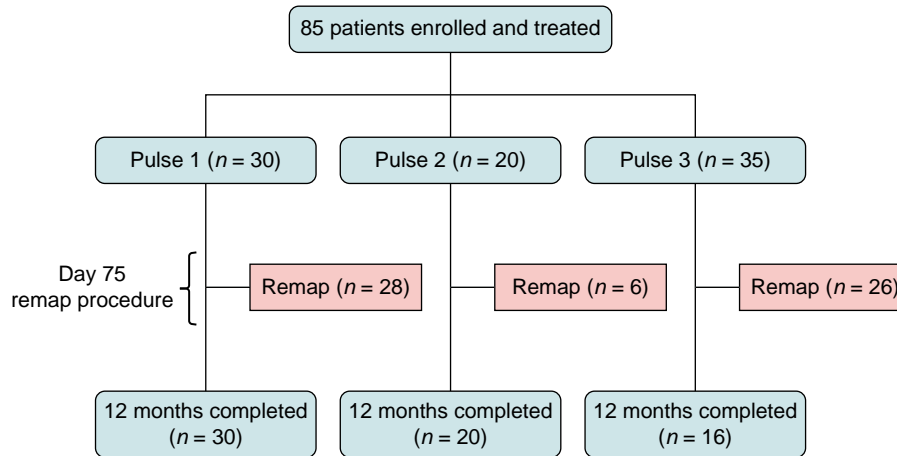 85 patients enrolled and treated
Pulse 1 (n = 30)
Pulse 2 (n = 20)
Pulse 3 (n = 35)
Day 75
remap procedure
Remap (n = 28)
Remap (n = 6)
Remap (n = 26)
12 months completed
(n = 30)
12 months completed
(n = 20)
12 months completed
(n = 16)